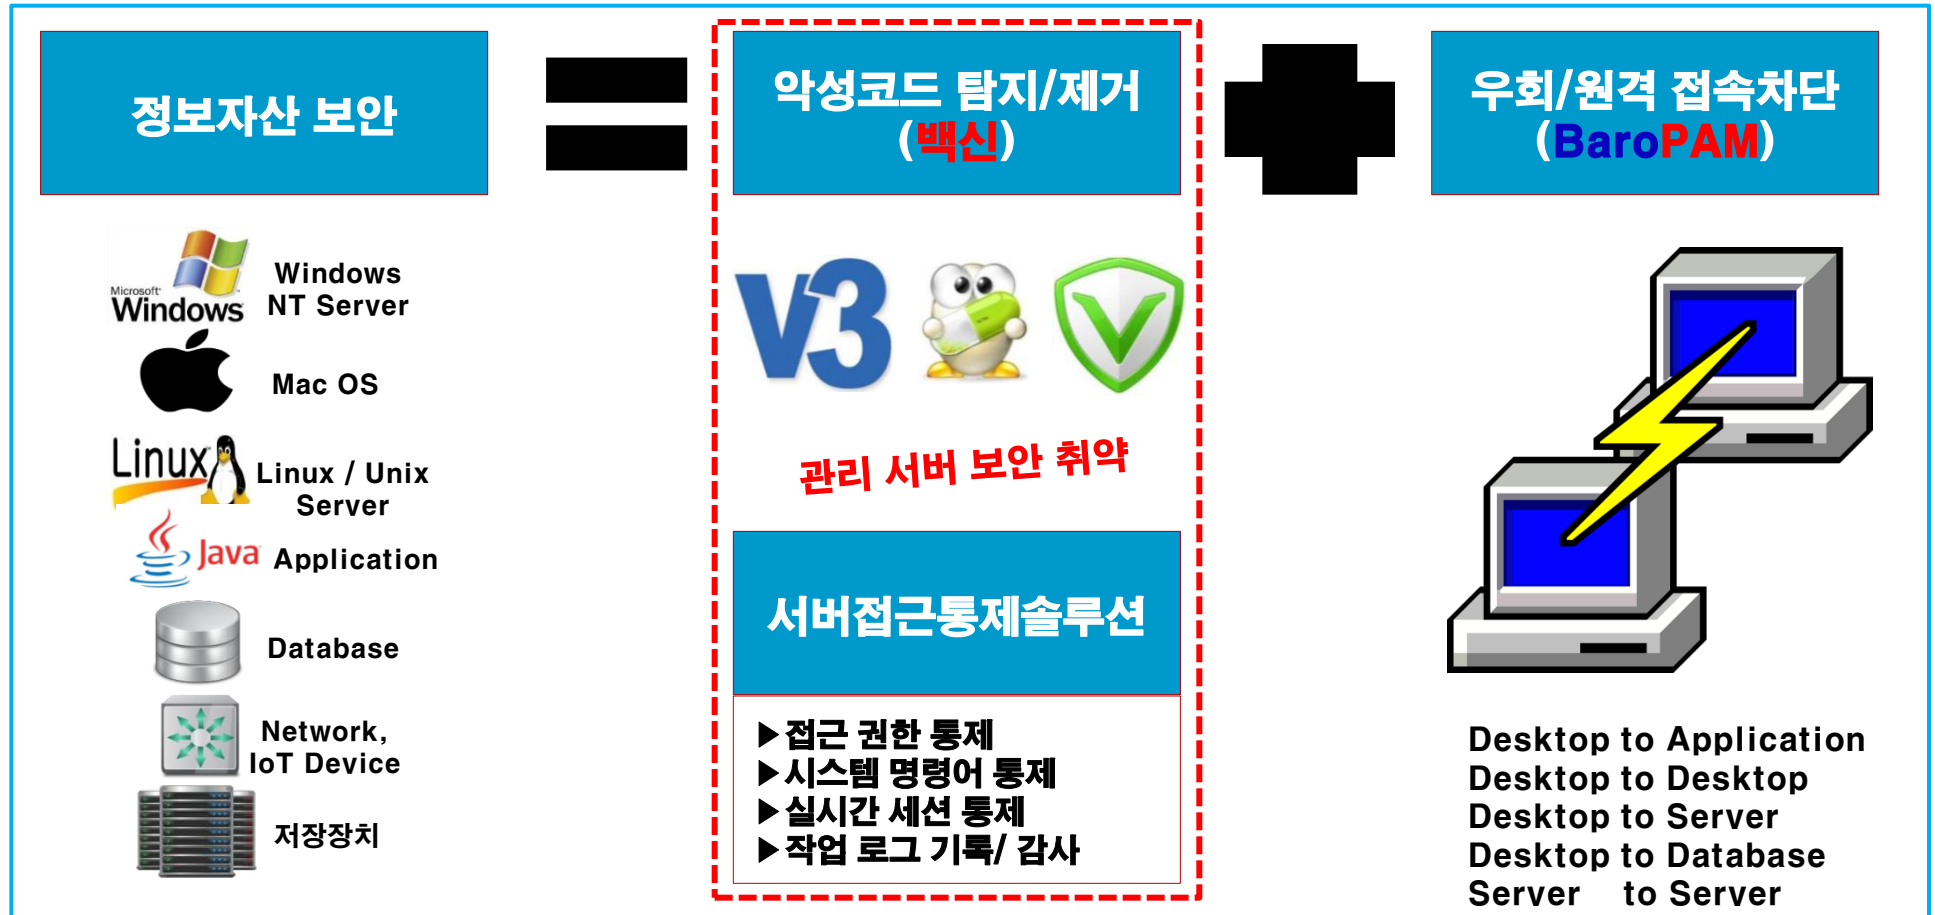 정보자산 보안
악성코드 탐지/제거
(백신)
우회/원격 접속차단
(BaroPAM)
Microsoft
Windows
Windows
NT Server
Mac OS
Linux
Linux / Unix
Server
Java
Application
Database
Network,
IoT Device
저장장치
V3
관리 서버 보안 취약
서버접근통제솔루션
▶접근 권한 통제
▶시스템 명령어 통제
▶실시간 세션 통제
▶작업 로그 기록/ 감사
Desktop to Application
Desktop to Desktop
Desktop to Server
Desktop to Database
Server to Server